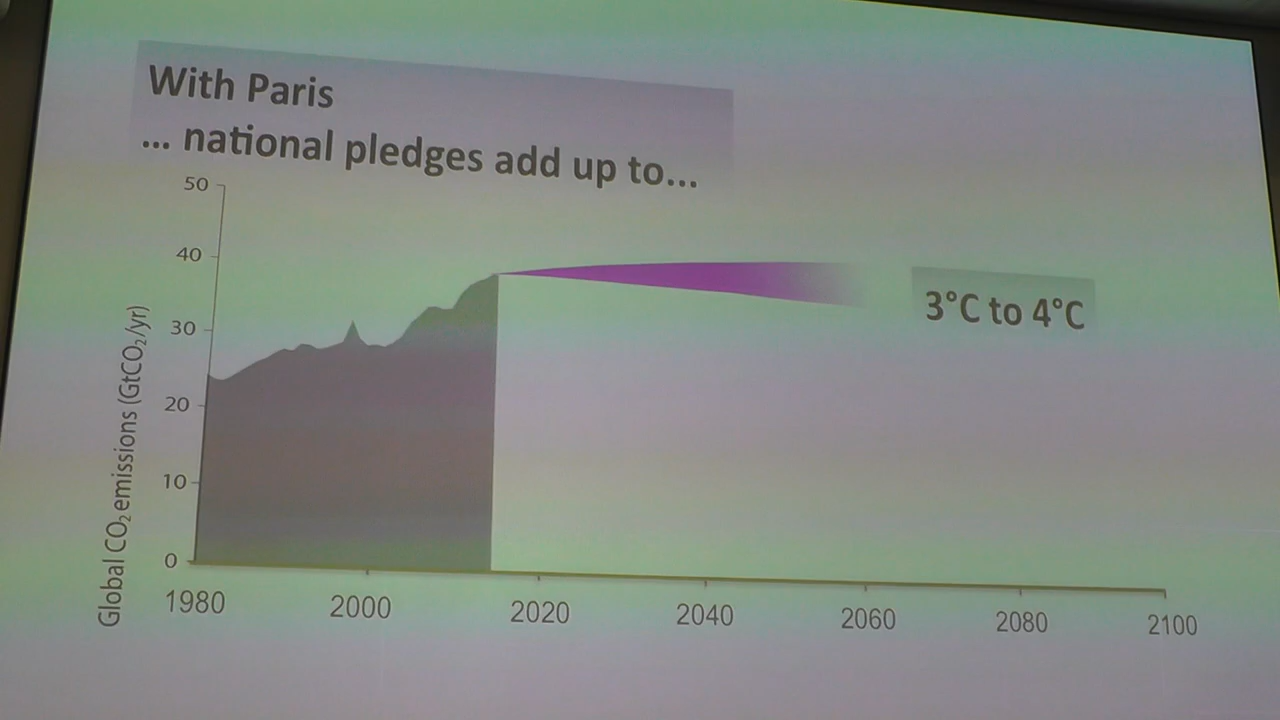 With Paris
... national pledges add up to...
50
40
30
20
10
0
Global CO₂ emissions (GtCO₂/yr)
3°C to 4°C
1980 2000 2020 2040 2060 2080 2100